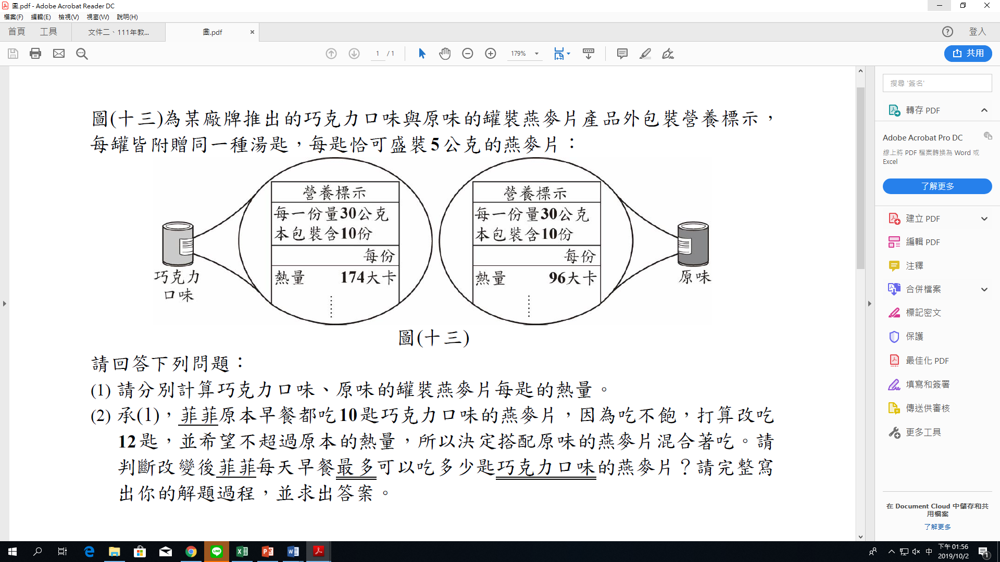 圖.pdf - Adobe Acrobat Reader DC
檔案(F) 編輯(E) 檢視(V) 視窗(W) 說明(H)
首頁 工具 文件二、111年教... 圖.pdf × ? 登入
1 / 1 179% 共用
圖(十三)為某廠牌推出的巧克力口味與原味的罐裝燕麥片產品外包裝營養標示，
每罐皆附贈同一種湯匙，每匙恰可盛裝5公克的燕麥片：
營養標示
每一份量30公克
本包裝含10份
每份
熱量 174大卡
⋮
巧克力
口味
營養標示
每一份量30公克
本包裝含10份
每份
熱量 96大卡
⋮
原味
圖(十三)
請回答下列問題：
(1) 請分別計算巧克力口味、原味的罐裝燕麥片每匙的熱量。
(2) 承(1)，菲菲原本早餐都吃10匙巧克力口味的燕麥片，因為吃不飽，打算改吃
12匙，並希望不超過原本的熱量，所以決定搭配原味的燕麥片混合著吃。請
判斷改變後菲菲每天早餐最多可以吃多少匙巧克力口味的燕麥片？請完整寫
出你的解題過程，並求出答案。
搜尋 '簽名'
轉存 PDF
Adobe Acrobat Pro DC
線上將 PDF 檔案轉換為 Word 或
Excel
了解更多
建立 PDF
編輯 PDF
注釋
合併檔案
標記密文
保護
最佳化 PDF
填寫和簽署
傳送供審核
更多工具
在 Document Cloud 中儲存和共
用檔案
了解更多
LINE
中
下午 01:56
2019/10/2
1